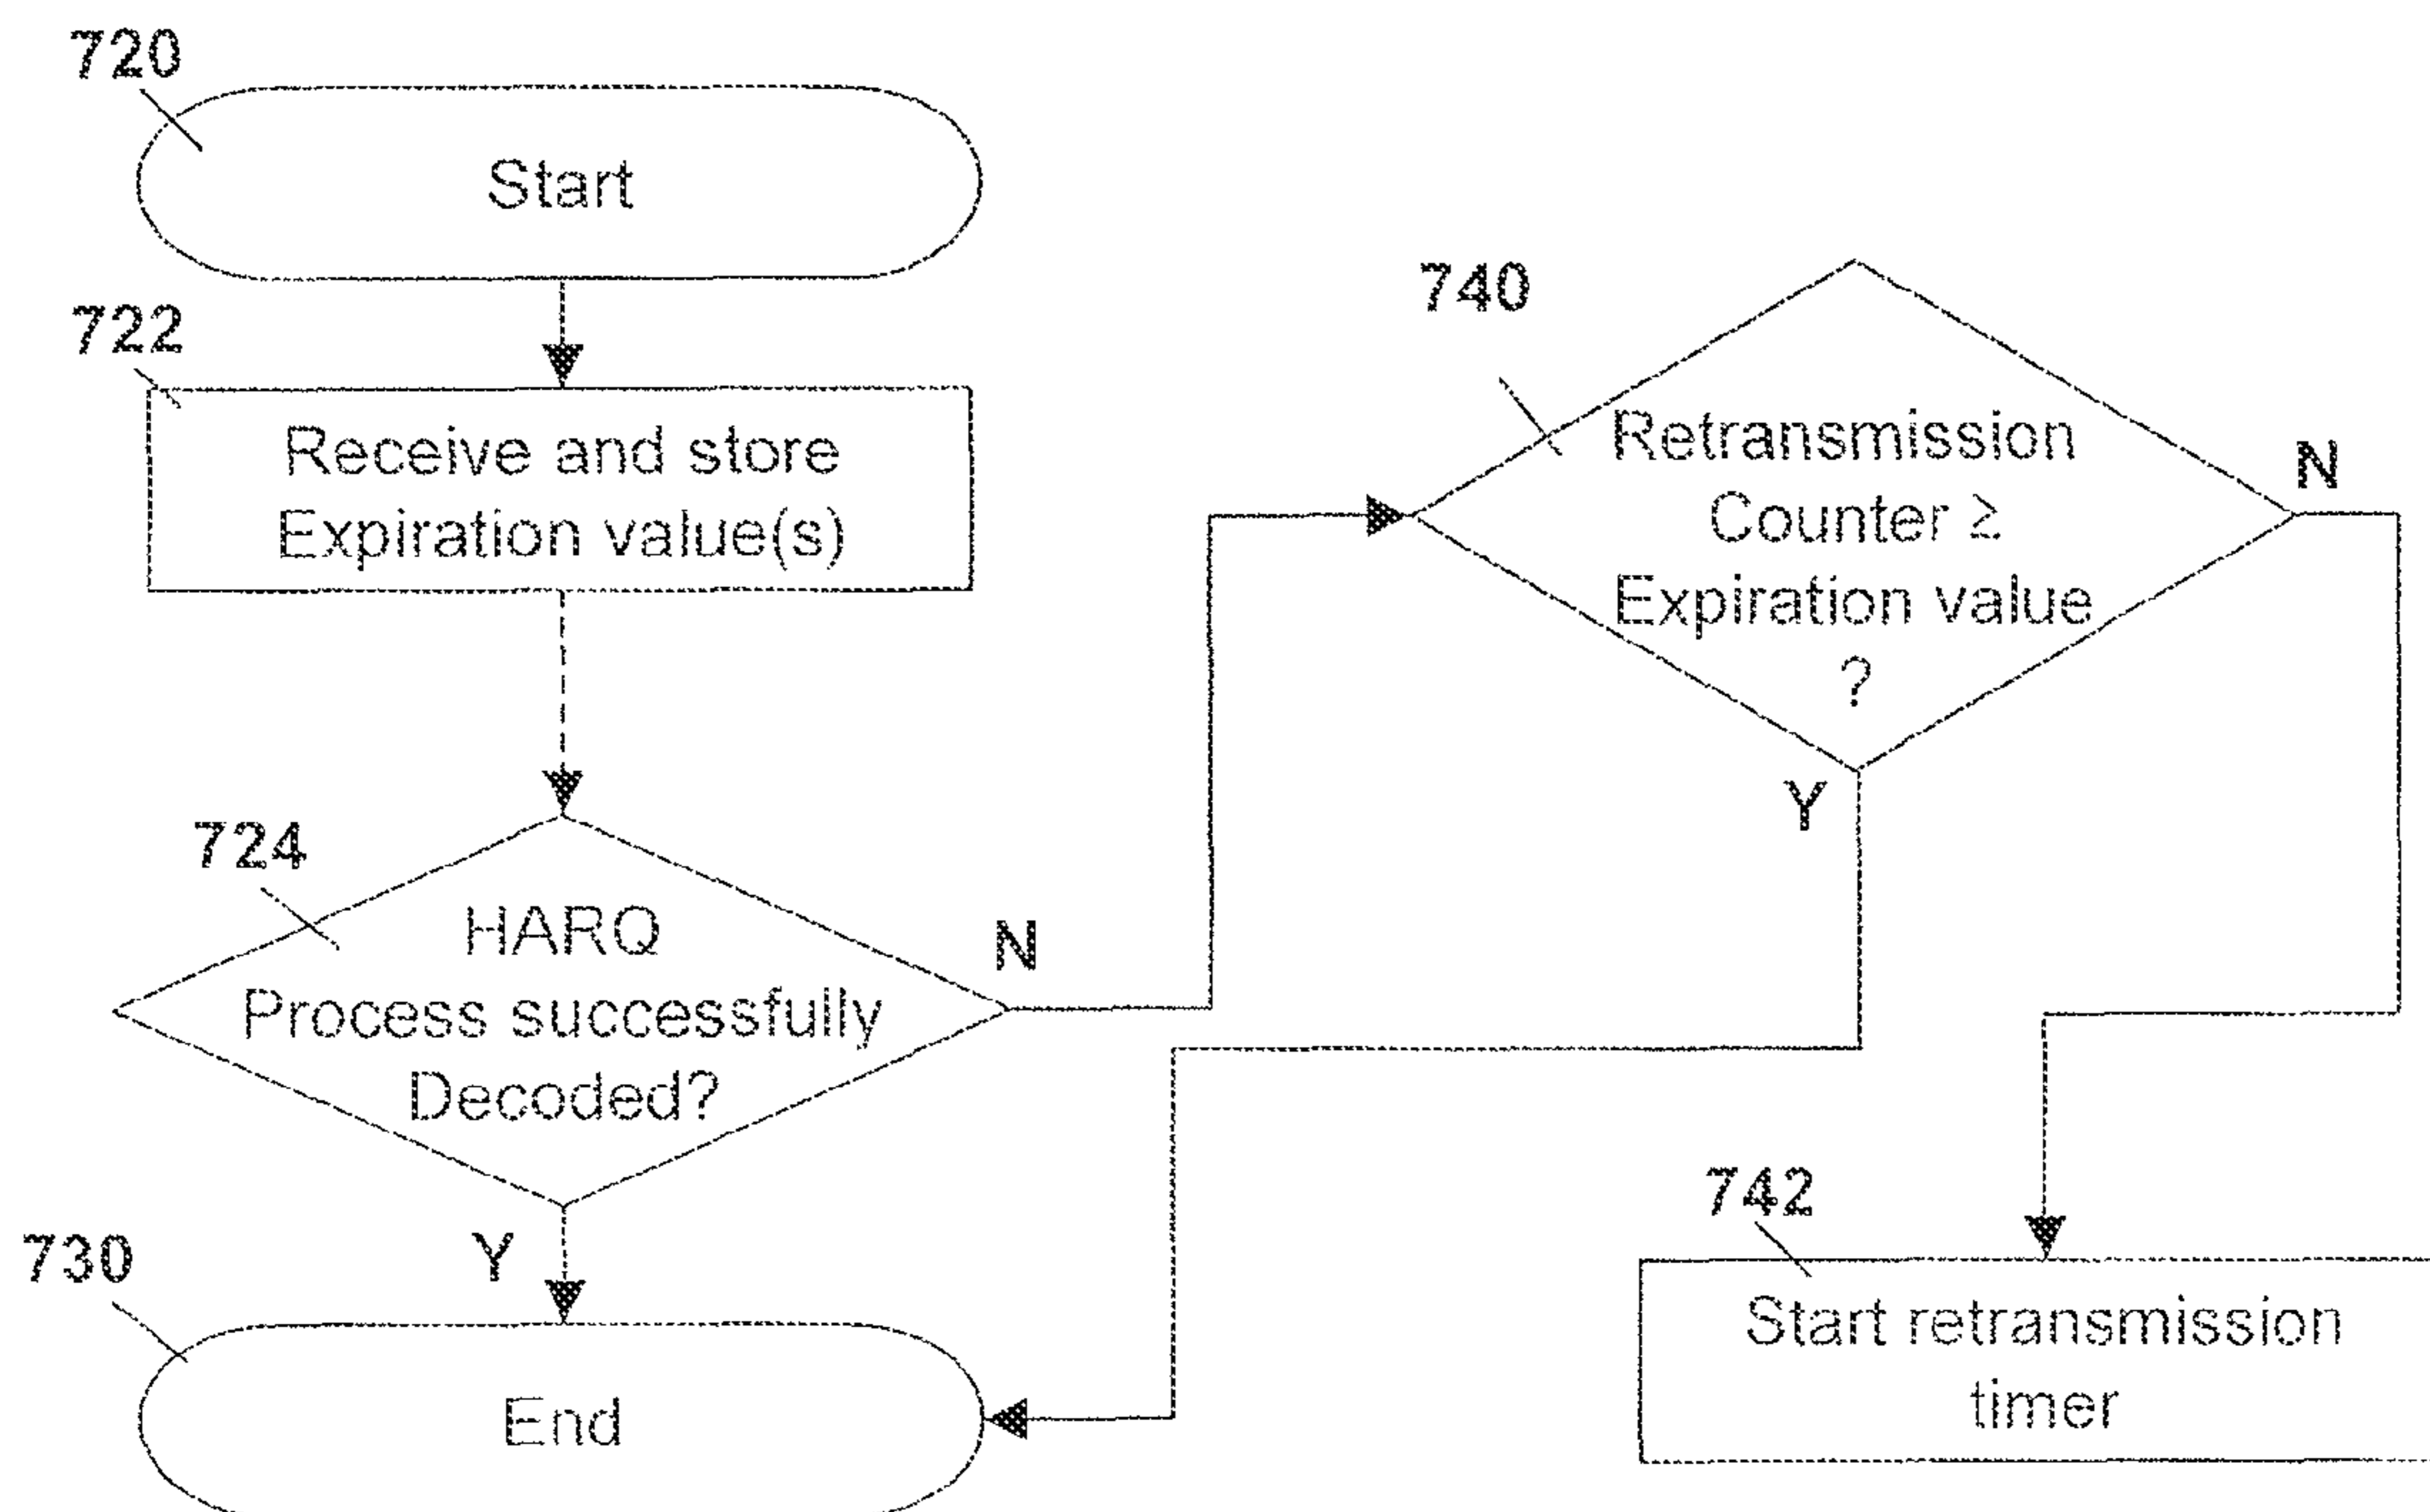 720
Start
722
Receive and store
Expiration value(s)
724
HARQ
Process successfully
Decoded?
N
Y
730
End
740
Retransmission
Counter ≥
Expiration value
?
N
Y
742
Start retransmission
timer